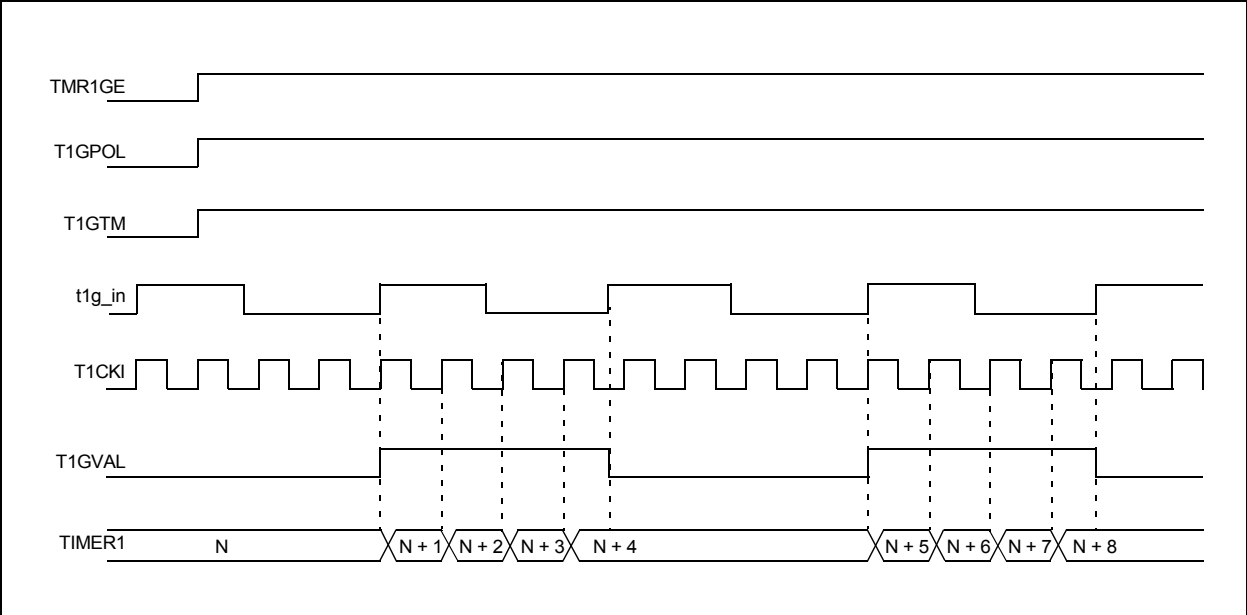 TMR1GE
T1GPOL
T1GTM
t1g_in
T1CKI
T1GVAL
TIMER1 N N + 1 N + 2 N + 3 N + 4 N + 5 N + 6 N + 7 N + 8